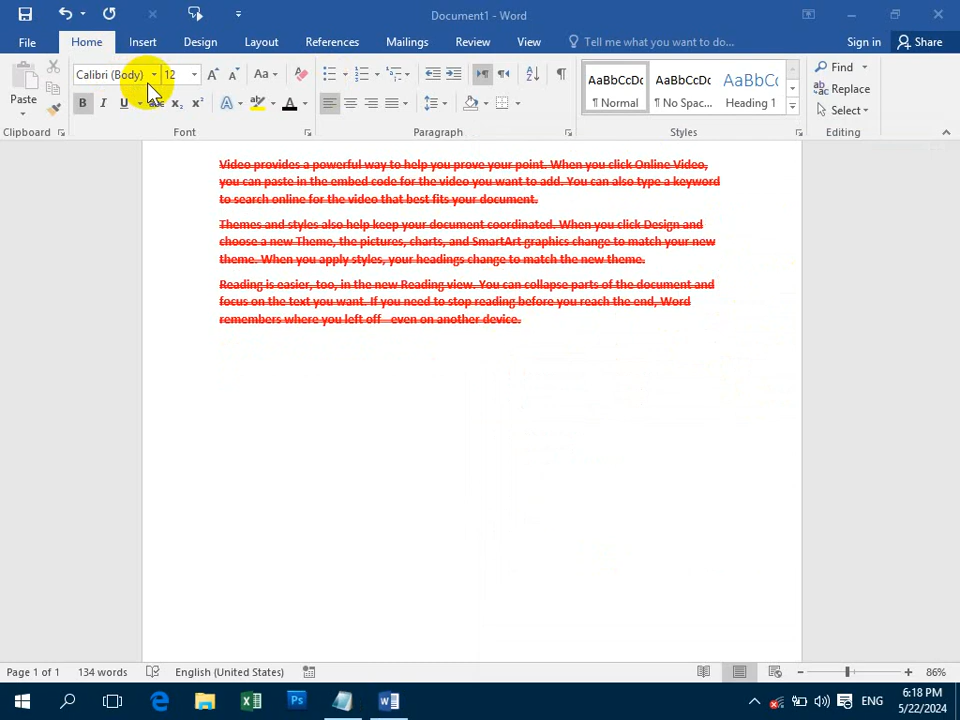 Document1 - Word
File Home Insert Design Layout References Mailings Review View Tell me what you want to do... Sign in Share
Paste
Calibri (Body) 12 Aa
B I U abc x₂ x² A A
Clipboard Font Paragraph Styles Editing
AaBbCcDc AaBbCcDc AaBbCc
¶ Normal ¶ No Spac... Heading 1
Find
Replace
Select
Video provides a powerful way to help you prove your point. When you click Online Video,
you can paste in the embed code for the video you want to add. You can also type a keyword
to search online for the video that best fits your document.
Themes and styles also help keep your document coordinated. When you click Design and
choose a new Theme, the pictures, charts, and SmartArt graphics change to match your new
theme. When you apply styles, your headings change to match the new theme.
Reading is easier, too, in the new Reading view. You can collapse parts of the document and
focus on the text you want. If you need to stop reading before you reach the end, Word
remembers where you left off - even on another device.
Page 1 of 1 134 words English (United States) 86%
ENG
6:18 PM
5/22/2024